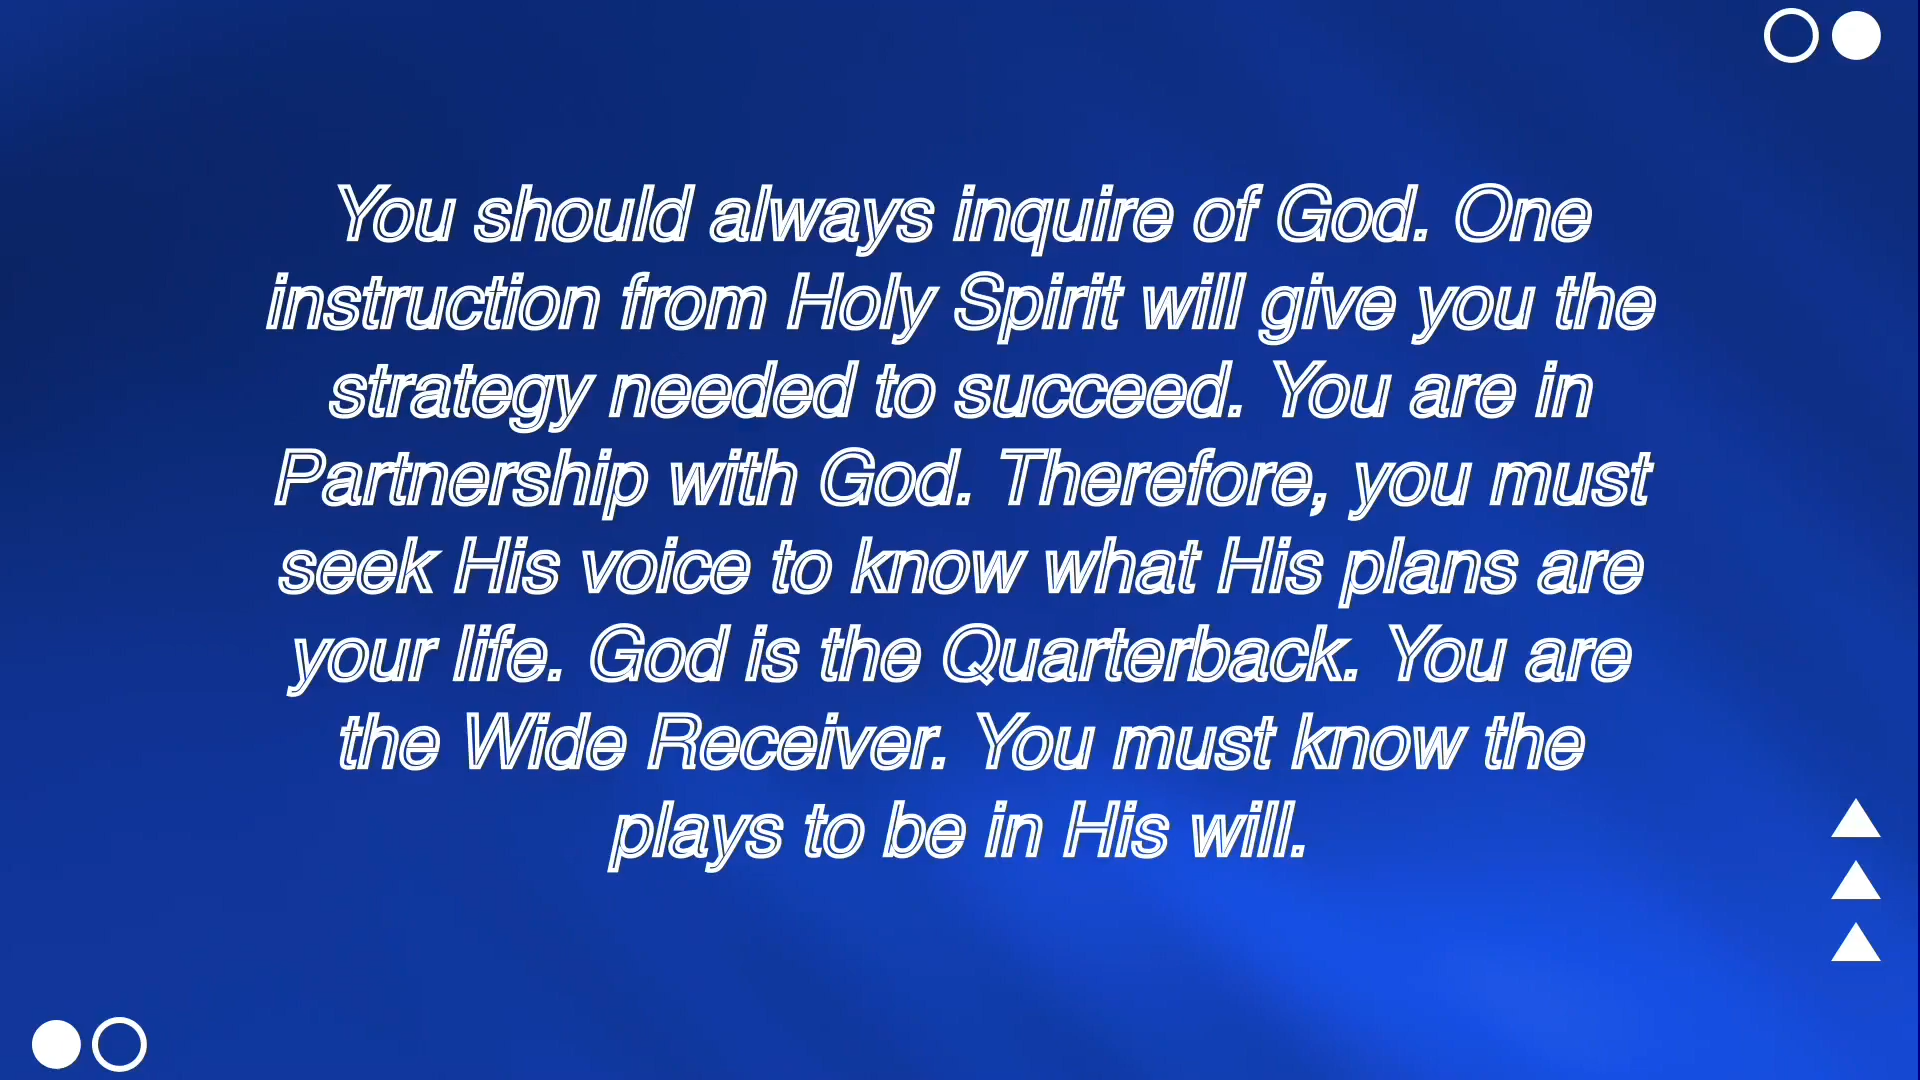 You should always inquire of God. One
instruction from Holy Spirit will give you the
strategy needed to succeed. You are in
Partnership with God. Therefore, you must
seek His voice to know what His plans are
your life. God is the Quarterback. You are
the Wide Receiver. You must know the
plays to be in His will.